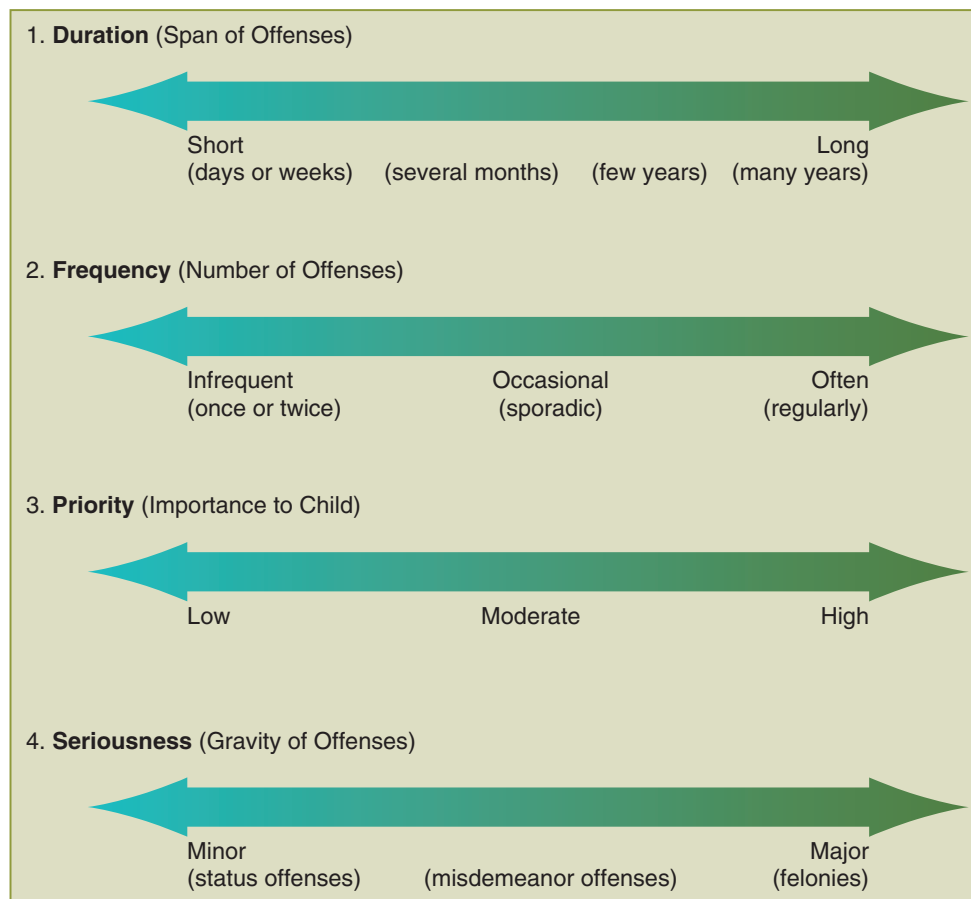 1. Duration (Span of Offenses)
Short Long
(days or weeks) (several months) (few years) (many years)
2. Frequency (Number of Offenses)
Infrequent Occasional Often
(once or twice) (sporadic) (regularly)
3. Priority (Importance to Child)
Low Moderate High
4. Seriousness (Gravity of Offenses)
Minor Major
(status offenses) (misdemeanor offenses) (felonies)